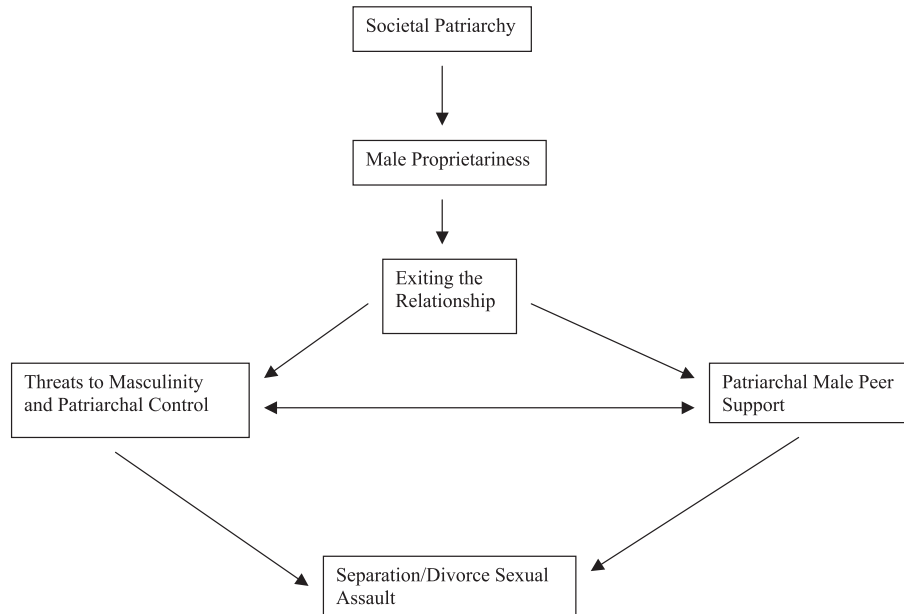 Societal Patriarchy
Male Proprietariness
Exiting the
Relationship
Threats to Masculinity
and Patriarchal Control
Patriarchal Male Peer
Support
Separation/Divorce Sexual
Assault